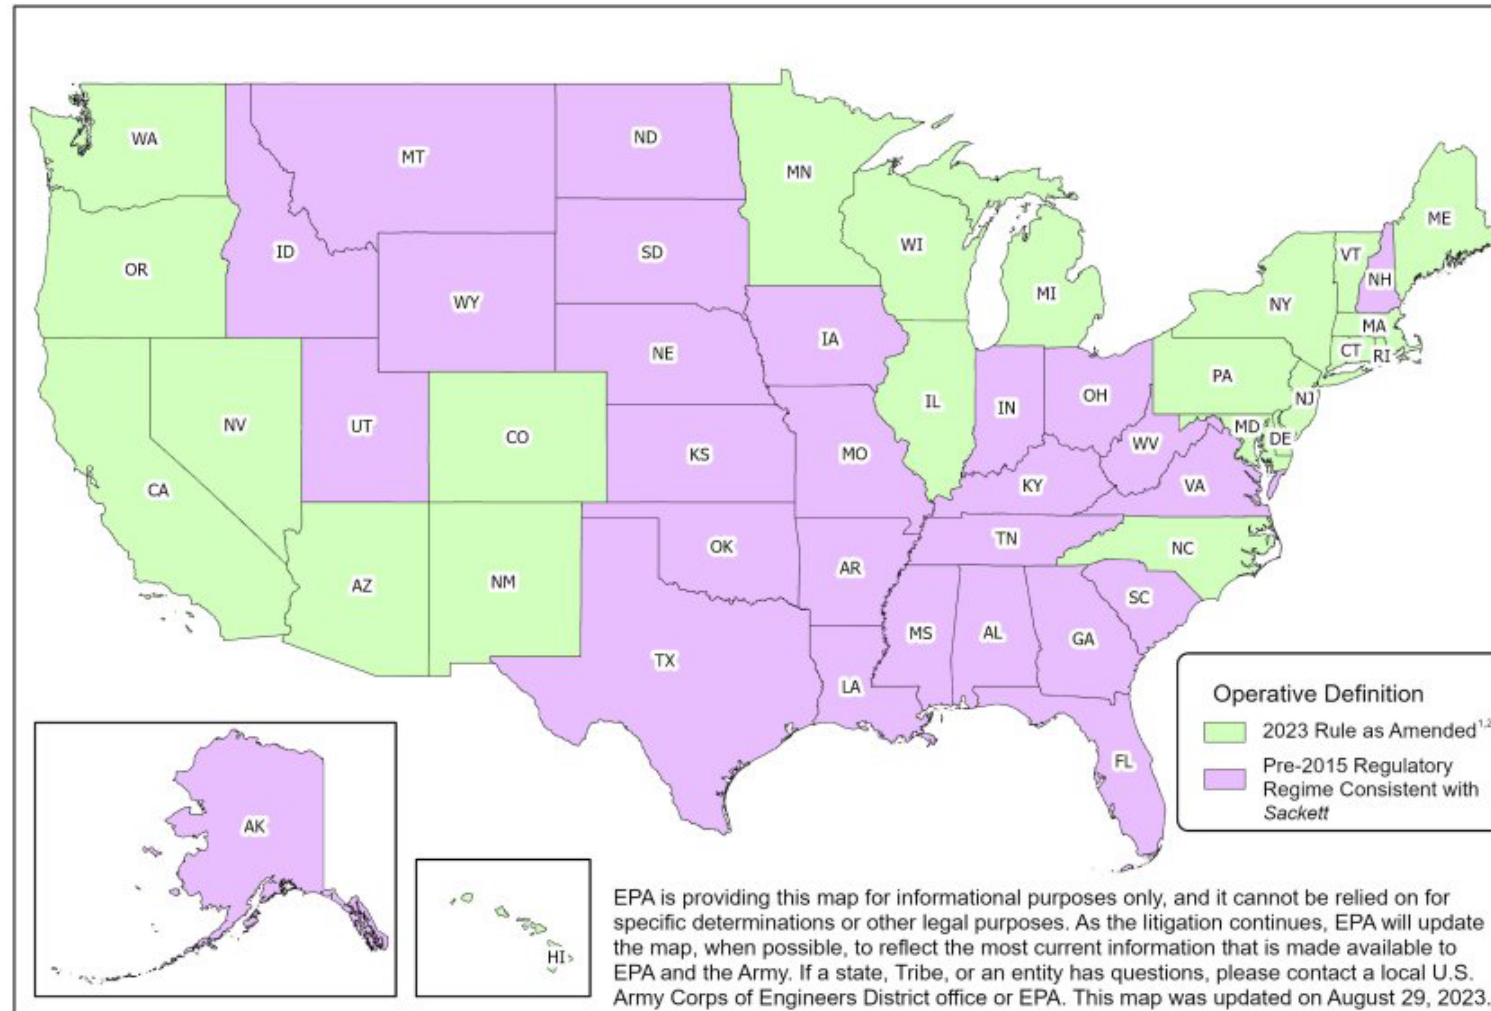 WA
MT
ND
MN
ME
OR
ID
SD
WI
VT
NH
WY
MI
NY
MA
IA
NE
CT
RI
PA
NV
UT
CO
IL
IN
OH
NJ
MD
DE
CA
KS
MO
WV
VA
KY
AZ
NM
OK
AR
TN
NC
SC
MS
AL
GA
TX
LA
FL
AK
HI
Operative Definition
2023 Rule as Amended1,2
Pre-2015 Regulatory
Regime Consistent with
Sackett
EPA is providing this map for informational purposes only, and it cannot be relied on for
specific determinations or other legal purposes. As the litigation continues, EPA will update
the map, when possible, to reflect the most current information that is made available to
EPA and the Army. If a state, Tribe, or an entity has questions, please contact a local U.S.
Army Corps of Engineers District office or EPA. This map was updated on August 29, 2023.